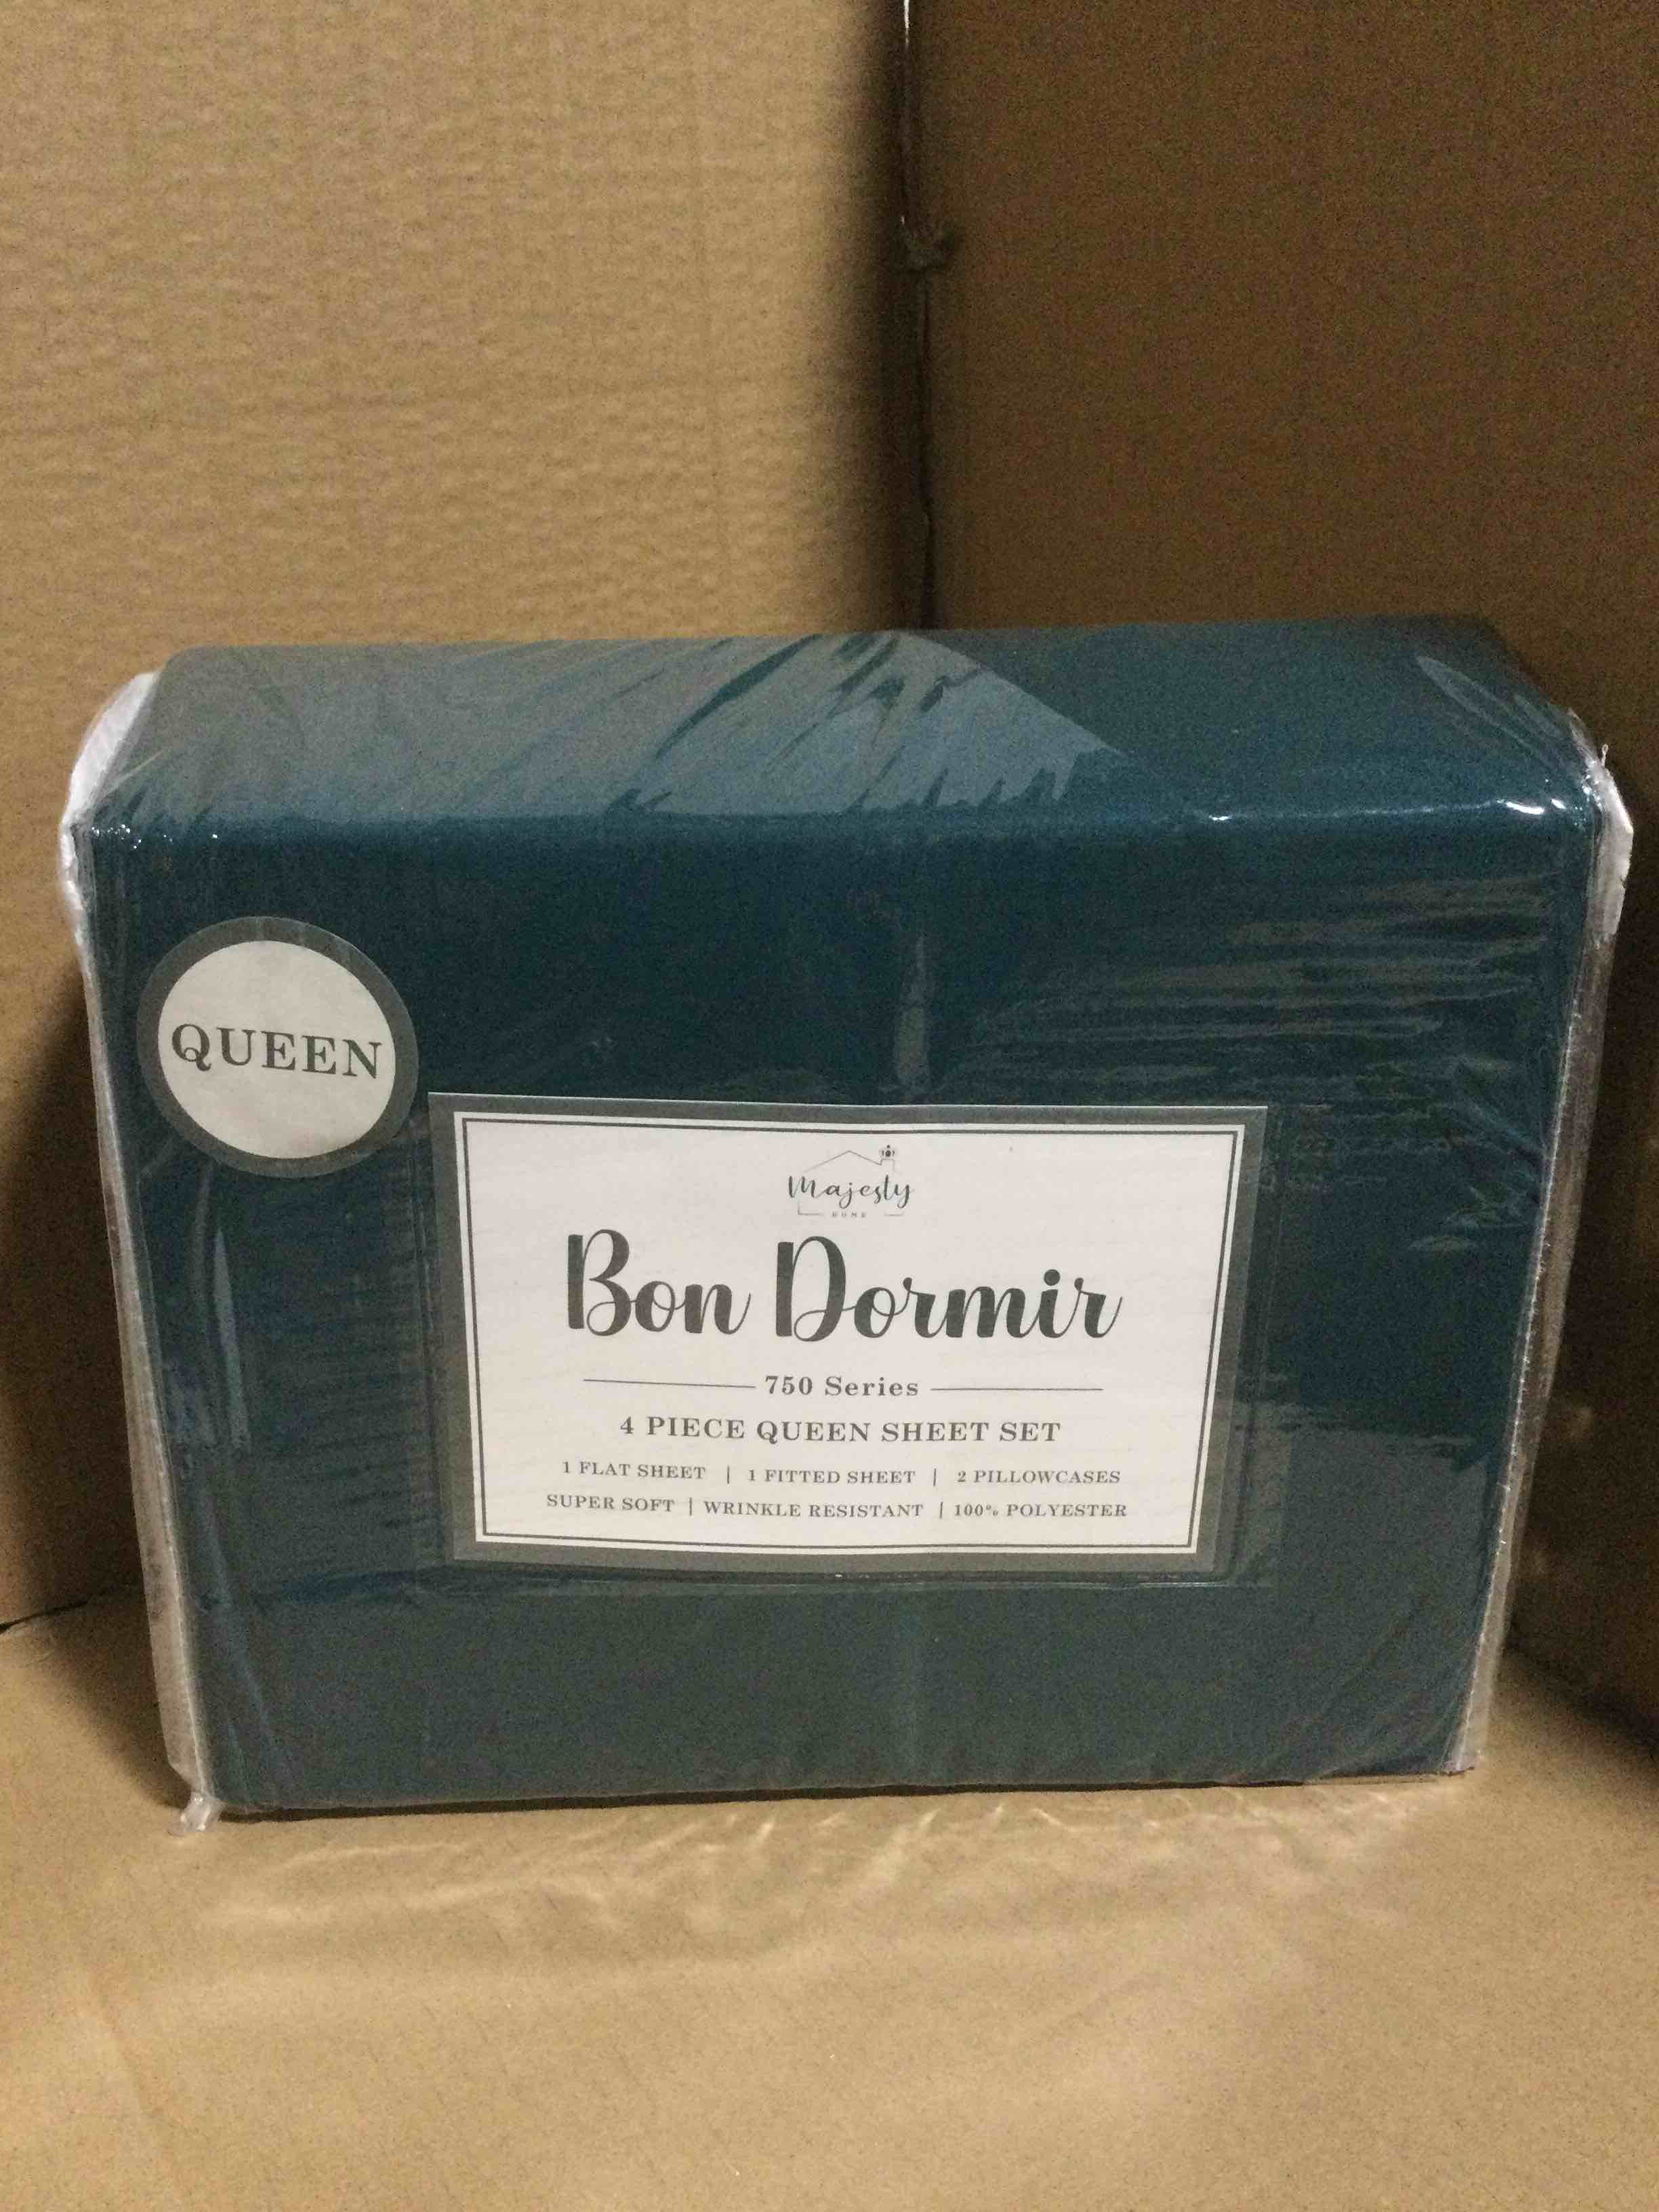 QUEEN
Majesty
HOME
Bon Dormir
750 Series
4 PIECE QUEEN SHEET SET
1 FLAT SHEET | 1 FITTED SHEET | 2 PILLOWCASES
SUPER SOFT | WRINKLE RESISTANT | 100% POLYESTER